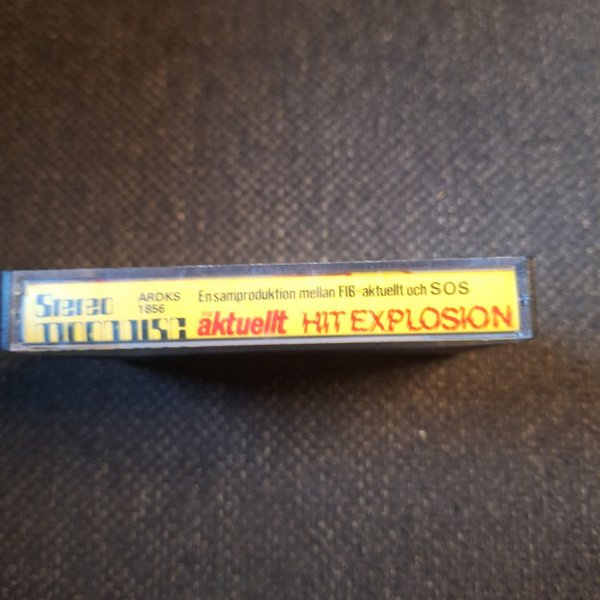 Stereo
ARDKS
1856
En samproduktion mellan FIB-aktuellt och SOS
aktuellt HIT EXPLOSION